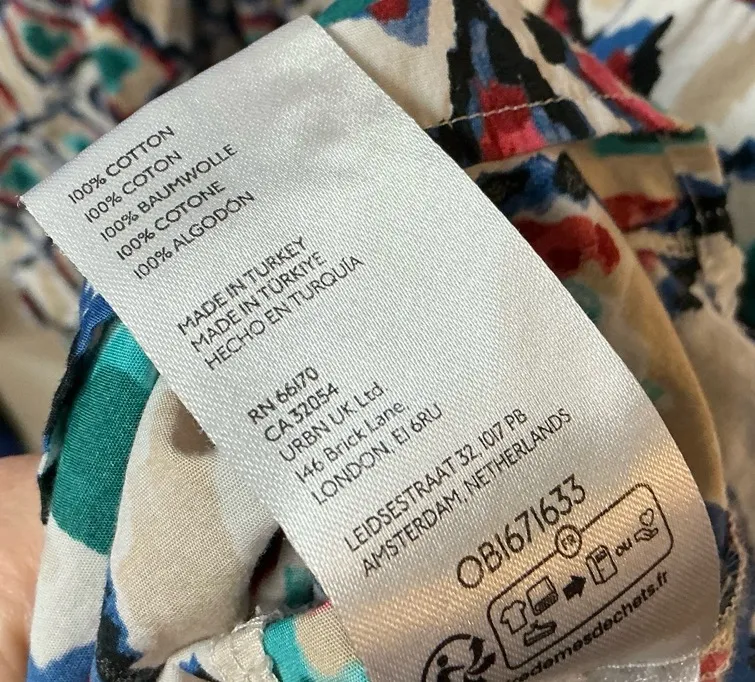 100% COTTON
100% COTON
100% BAUMWOLLE
100% COTONE
100% ALGODÓN
MADE IN TURKEY
MADE IN TÜRKIYE
HECHO EN TURQUÍA
RN 66170
CA 32054
URBN UK Ltd
146 Brick Lane
LONDON, E1 6RU
LEIDSESTRAAT 32, 1017 PB
AMSTERDAM, NETHERLANDS
OB1671633
FR
ou